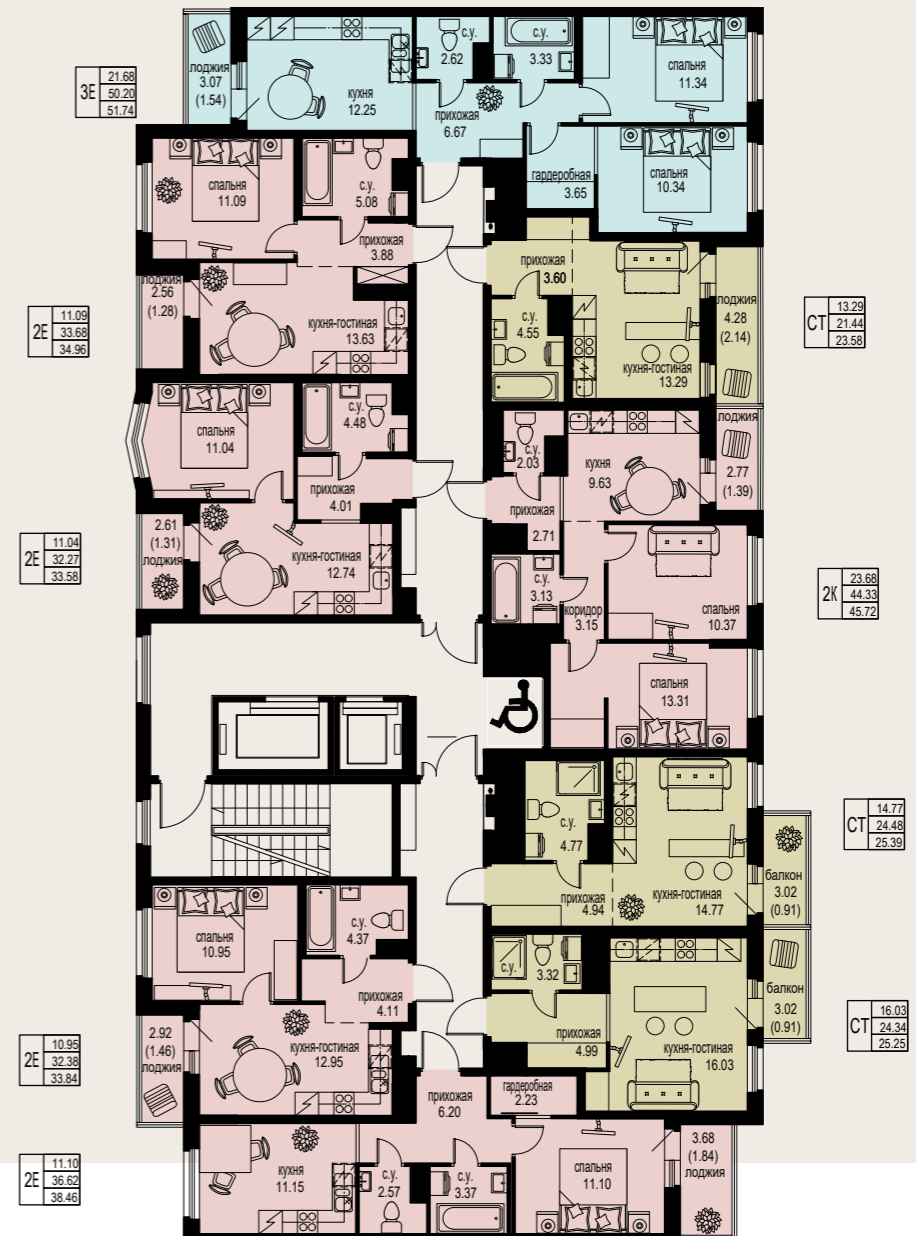 3Е
21.68
50.20
51.74
лоджия
3.07
(1.54)
кухня
12.25
с.у.
2.62
с.у.
3.33
спальня
11.34
прихожая
6.67
гардеробная
3.65
спальня
10.34
спальня
11.09
с.у.
5.08
прихожая
3.88
лоджия
2.56
(1.28)
кухня-гостиная
13.63
2Е
11.09
33.68
34.96
прихожая
3.60
с.у.
4.55
кухня-гостиная
13.29
лоджия
4.28
(2.14)
СТ
13.29
21.44
23.58
спальня
11.04
с.у.
4.48
прихожая
4.01
2.61
(1.31)
лоджия
кухня-гостиная
12.74
2Е
11.04
32.27
33.58
с.у.
2.03
кухня
9.63
лоджия
2.77
(1.39)
прихожая
2.71
с.у.
3.13
коридор
3.15
спальня
10.37
спальня
13.31
2К
23.68
44.33
45.72
с.у.
4.77
прихожая
4.94
кухня-гостиная
14.77
балкон
3.02
(0.91)
СТ
14.77
24.48
25.39
спальня
10.95
с.у.
4.37
прихожая
4.11
2.92
(1.46)
лоджия
кухня-гостиная
12.95
2Е
10.95
32.38
33.84
с.у.
3.32
прихожая
4.99
кухня-гостиная
16.03
балкон
3.02
(0.91)
СТ
16.03
24.34
25.25
2Е
11.10
36.62
38.46
кухня
11.15
с.у.
2.57
прихожая
6.20
с.у.
3.37
гардеробная
2.23
спальня
11.10
3.68
(1.84)
лоджия